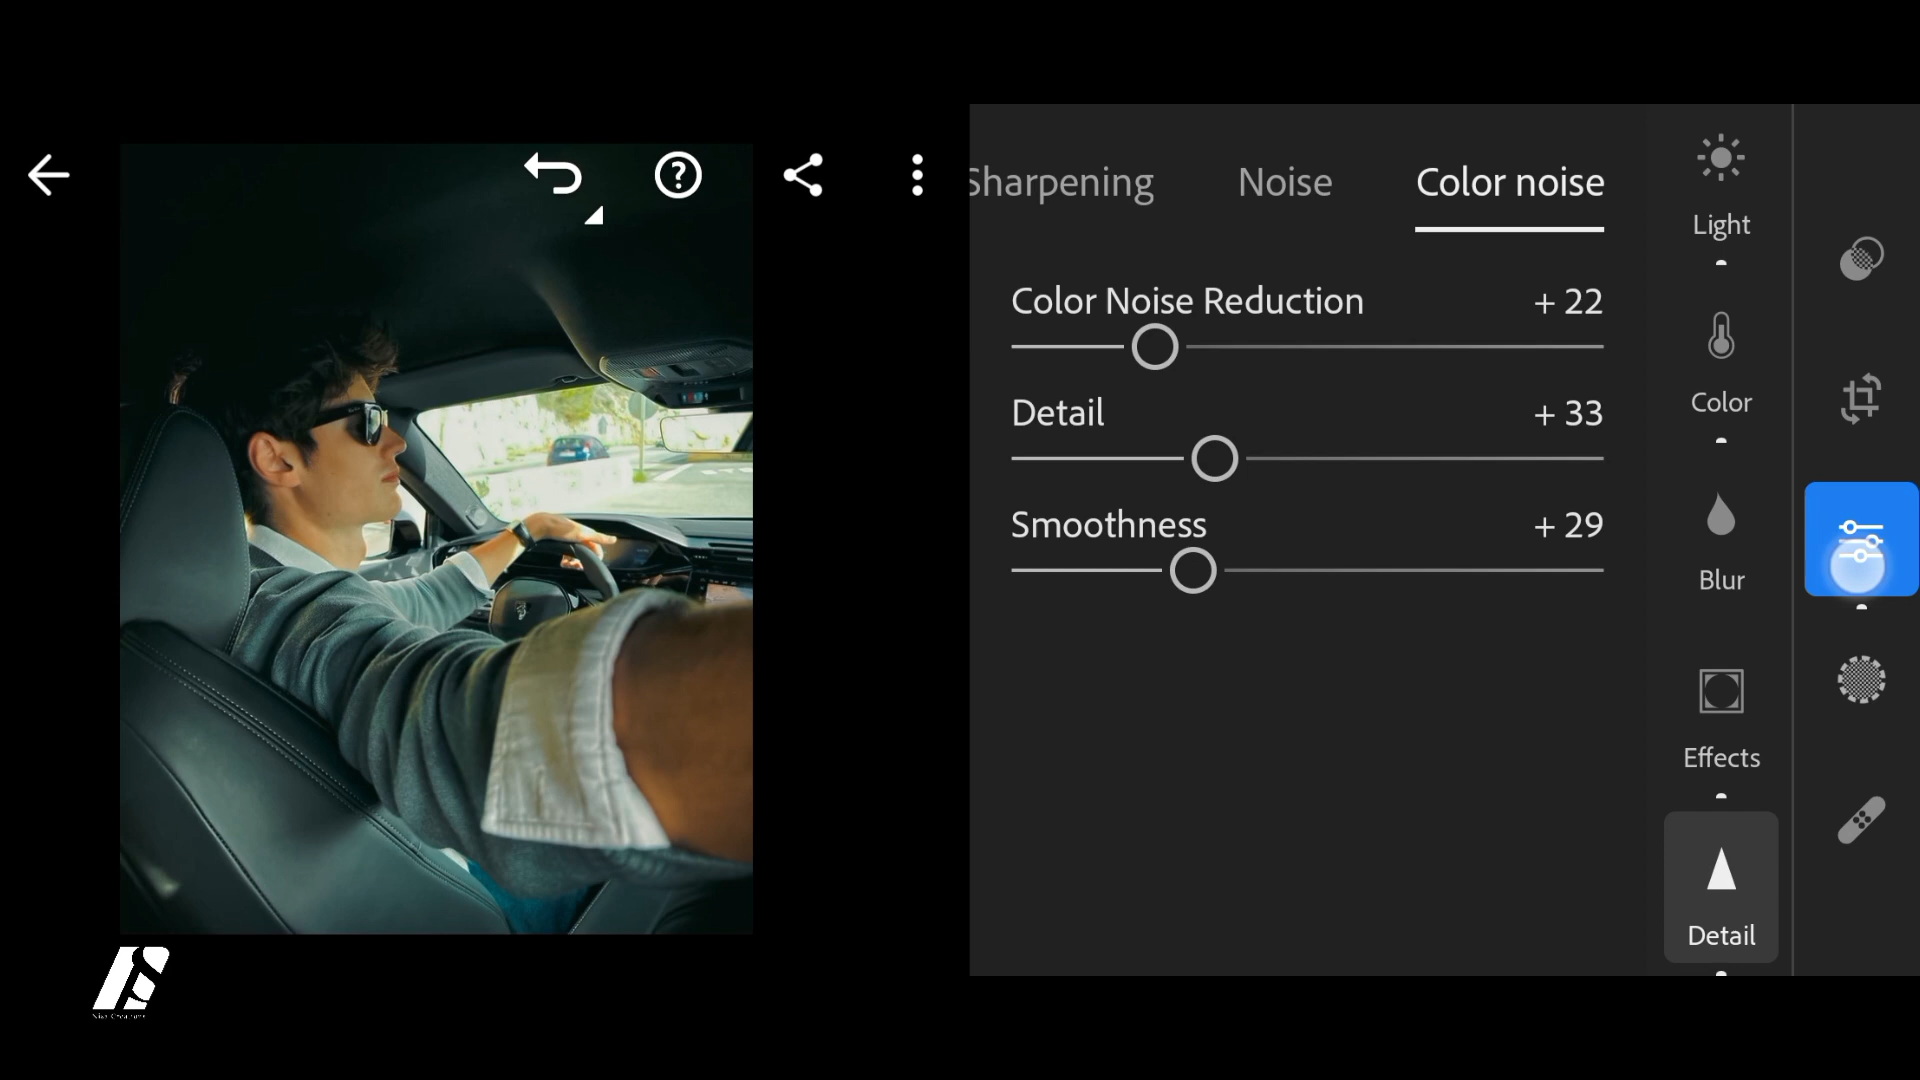 Sharpening
Noise
Color noise
Color Noise Reduction
+ 22
Detail
+ 33
Smoothness
+ 29
Light
Color
Blur
Effects
Detail